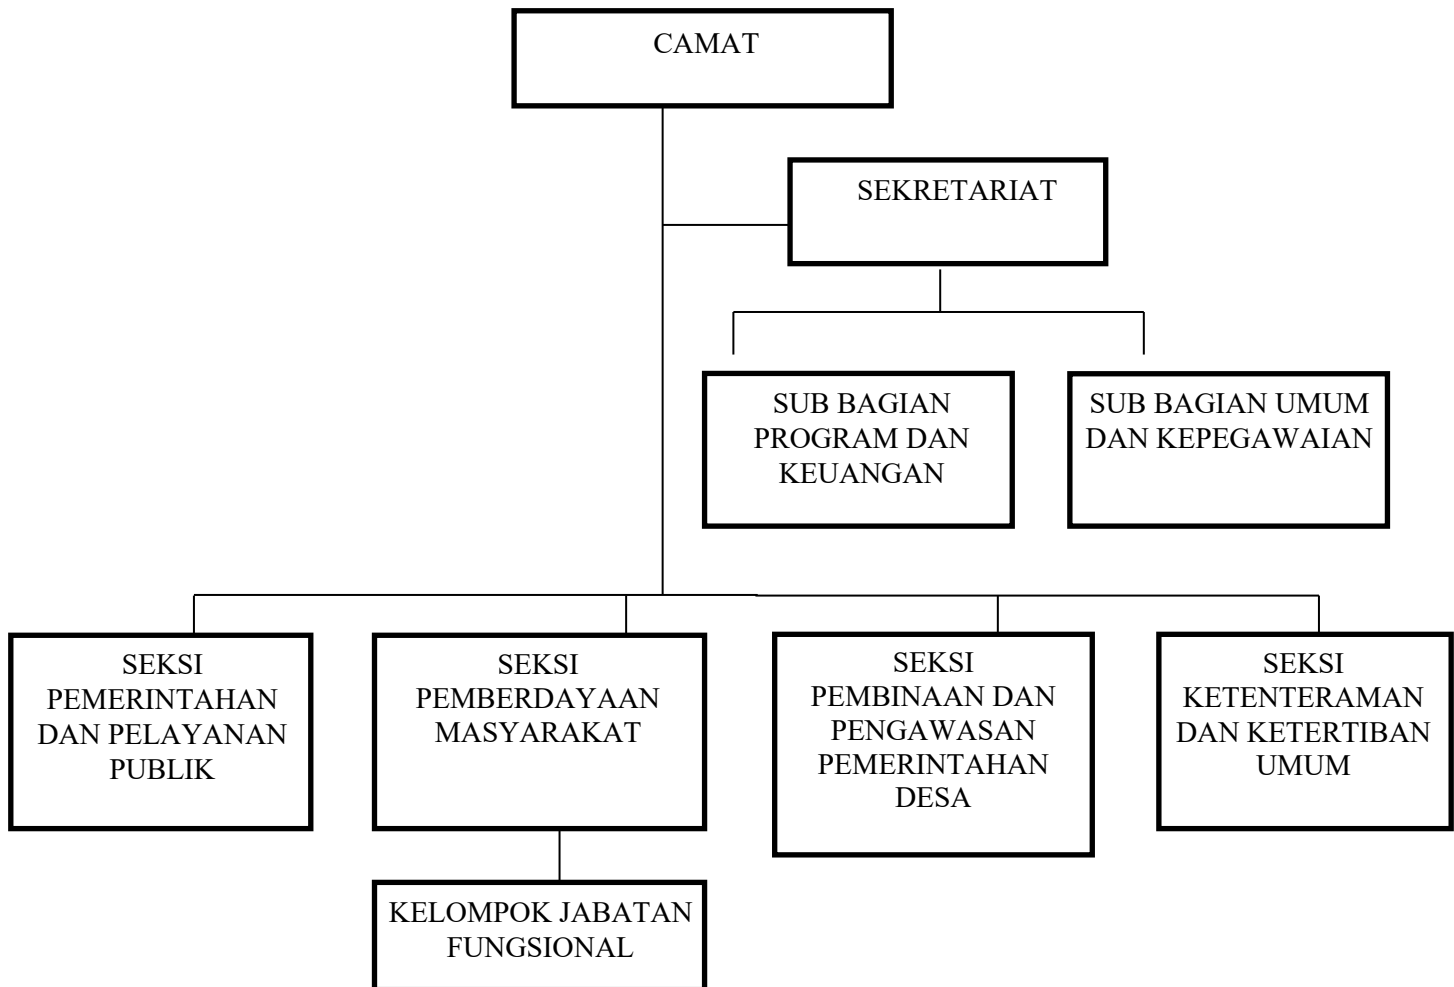 CAMAT
SEKRETARIAT
SUB BAGIAN
PROGRAM DAN
KEUANGAN
SUB BAGIAN UMUM
DAN KEPEGAWAIAN
SEKSI
PEMERINTAHAN
DAN PELAYANAN
PUBLIK
SEKSI
PEMBERDAYAAN
MASYARAKAT
SEKSI
PEMBINAAN DAN
PENGAWASAN
PEMERINTAHAN
DESA
SEKSI
KETENTERAMAN
DAN KETERTIBAN
UMUM
KELOMPOK JABATAN
FUNGSIONAL